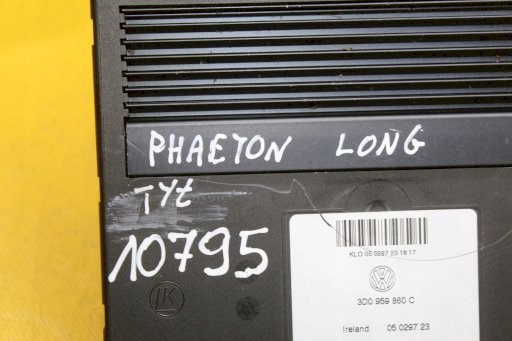 PHAETON LONG
TYŁ
10795
KLO 05 0297 23 18 17
3D0 959 860 C
Ireland 05 0297 23